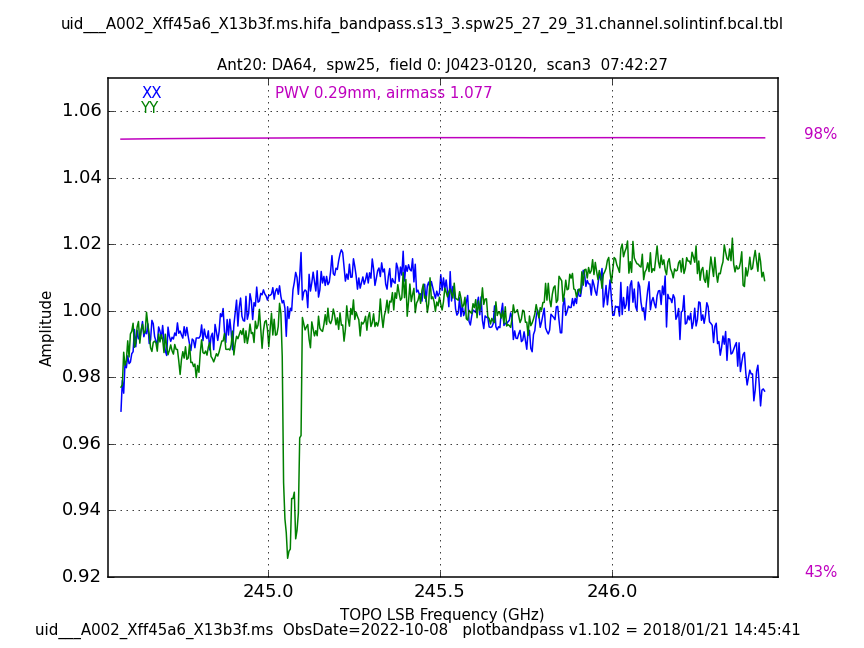 uid___A002_Xff45a6_X13b3f.ms.hifa_bandpass.s13_3.spw25_27_29_31.channel.solintinf.bcal.tbl
Ant20: DA64,  spw25,  field 0: J0423-0120,  scan3  07:42:27
XX
YY
PWV 0.29mm, airmass 1.077
98%
43%
1.06
1.04
1.02
1.00
0.98
0.96
0.94
0.92
Amplitude
245.0
245.5
246.0
TOPO LSB Frequency (GHz)
uid___A002_Xff45a6_X13b3f.ms  ObsDate=2022-10-08   plotbandpass v1.102 = 2018/01/21 14:45:41